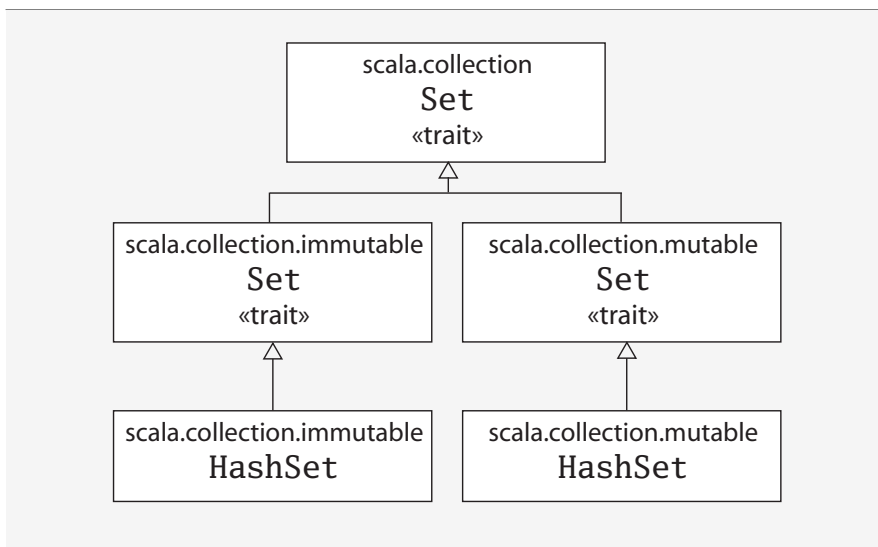 scala.collection
Set
«trait»
scala.collection.immutable
Set
«trait»
scala.collection.mutable
Set
«trait»
scala.collection.immutable
HashSet
scala.collection.mutable
HashSet